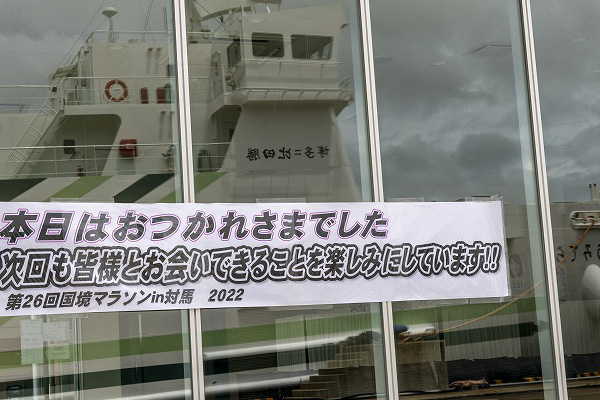 本日はおつかれさまでした
次回も皆様とお会いできることを楽しみにしています!!
第26回国境マラソンin対馬　2022